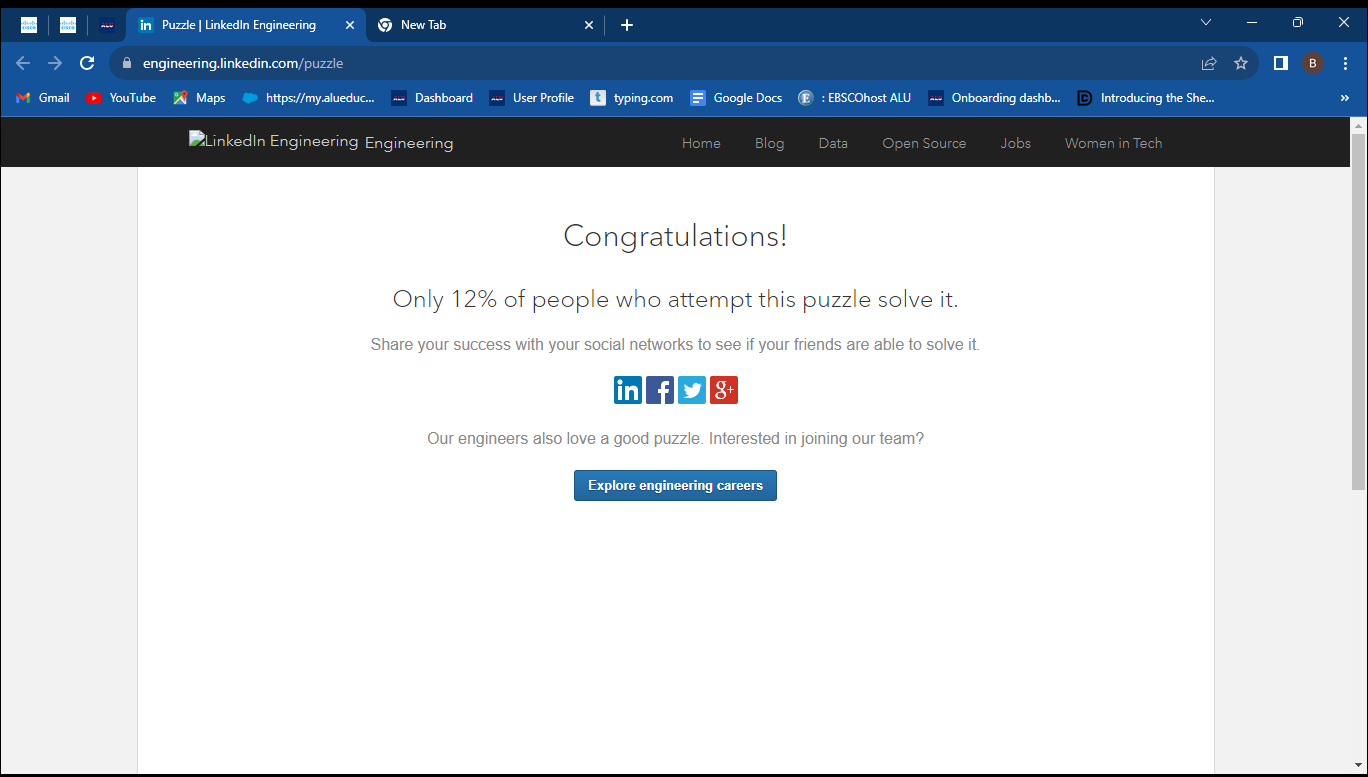 Puzzle | LinkedIn Engineering
New Tab
engineering.linkedin.com/puzzle
B
Gmail YouTube Maps https://my.alueduc... Dashboard User Profile typing.com Google Docs : EBSCOhost ALU Onboarding dashb... Introducing the She... »
LinkedIn Engineering Engineering Home Blog Data Open Source Jobs Women in Tech
Congratulations!
Only 12% of people who attempt this puzzle solve it.
Share your success with your social networks to see if your friends are able to solve it.
in f g+
Our engineers also love a good puzzle. Interested in joining our team?
Explore engineering careers